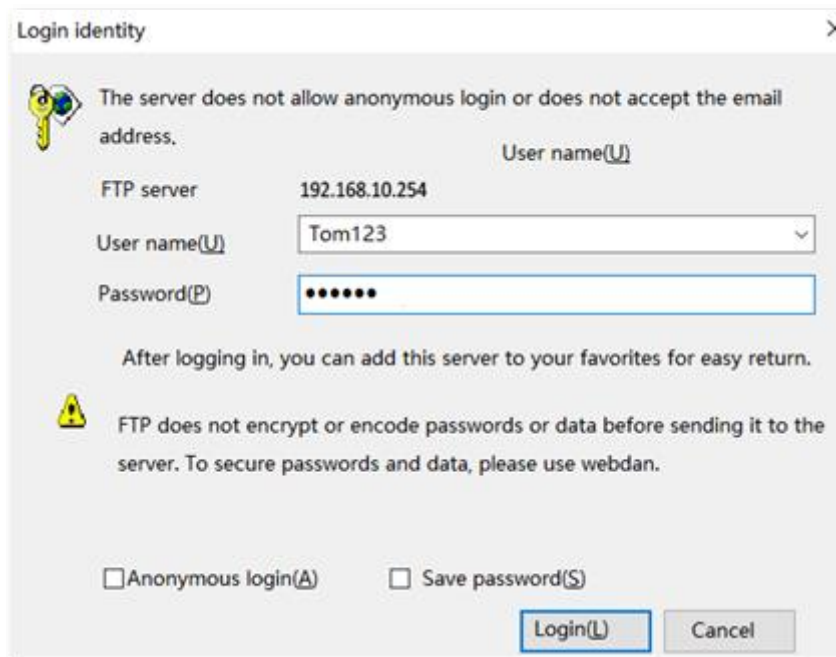 Login identity
The server does not allow anonymous login or does not accept the email
address.
User name(U)
FTP server 192.168.10.254
User name(U) Tom123
Password(P) ••••••
After logging in, you can add this server to your favorites for easy return.
FTP does not encrypt or encode passwords or data before sending it to the
server. To secure passwords and data, please use webdan.
Anonymous login(A) Save password(S)
Login(L) Cancel